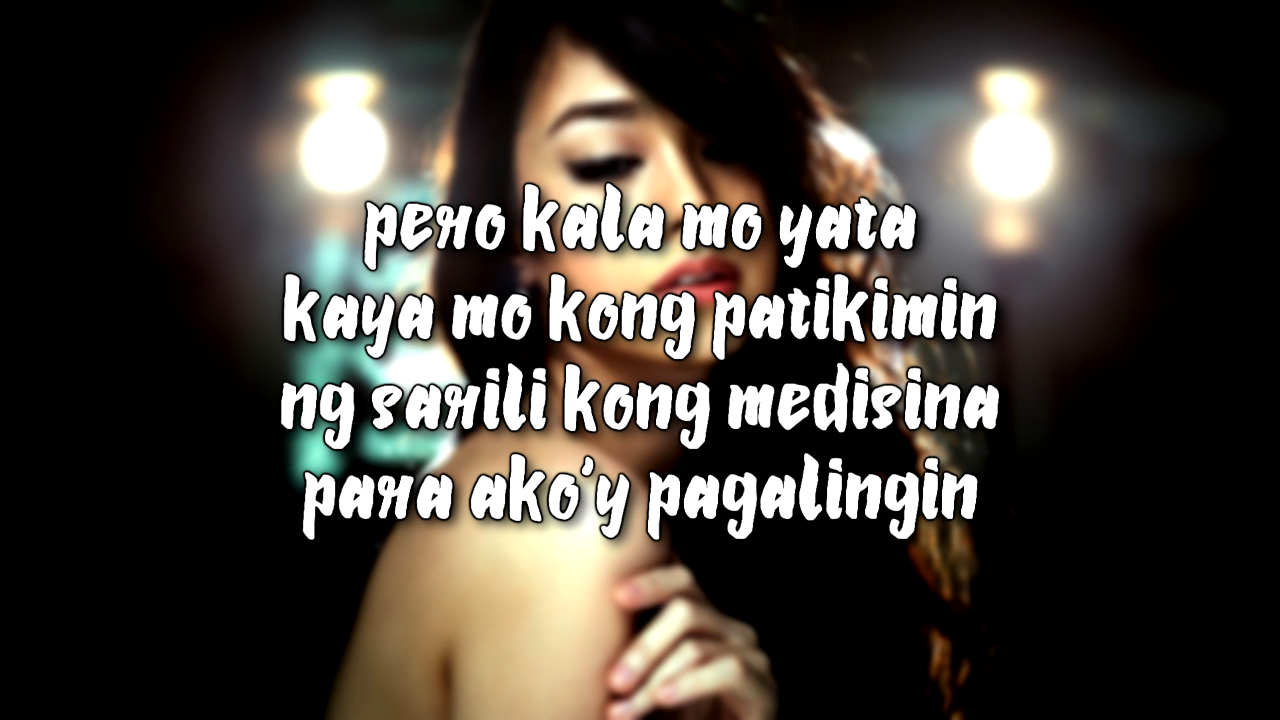 pero kala mo yata
kaya mo kong patikimin
ng sarili kong medisina
para ako'y pagalingin